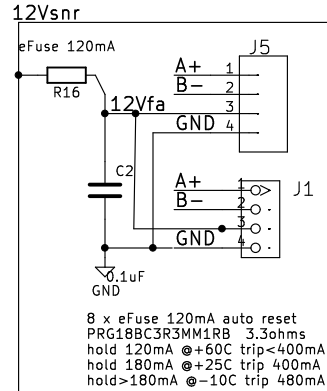 12Vsnr
eFuse 120mA
R16
J5
A+ 1
B- 2
12Vfa 3
GND 4
C2
A+ 1
J1
B- 2
3
GND 4
0.1uF
GND
8 x eFuse 120mA auto reset
PRG18BC3R3MM1RB 3.3ohms
hold 120mA @+60C trip<400mA
hold 180mA @+25C trip 400mA
hold>180mA @-10C trip 480mA